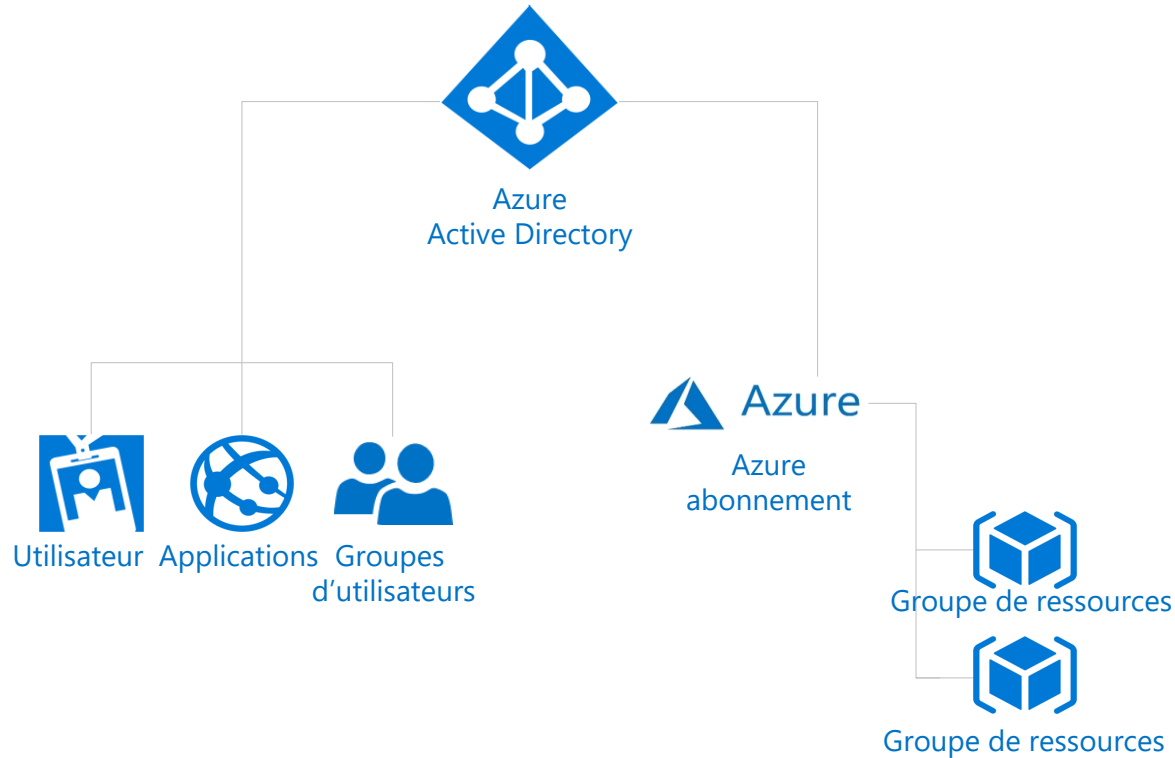 Azure
Active Directory
Azure
Azure
abonnement
Utilisateur
Applications
Groupes
d’utilisateurs
Groupe de ressources
Groupe de ressources